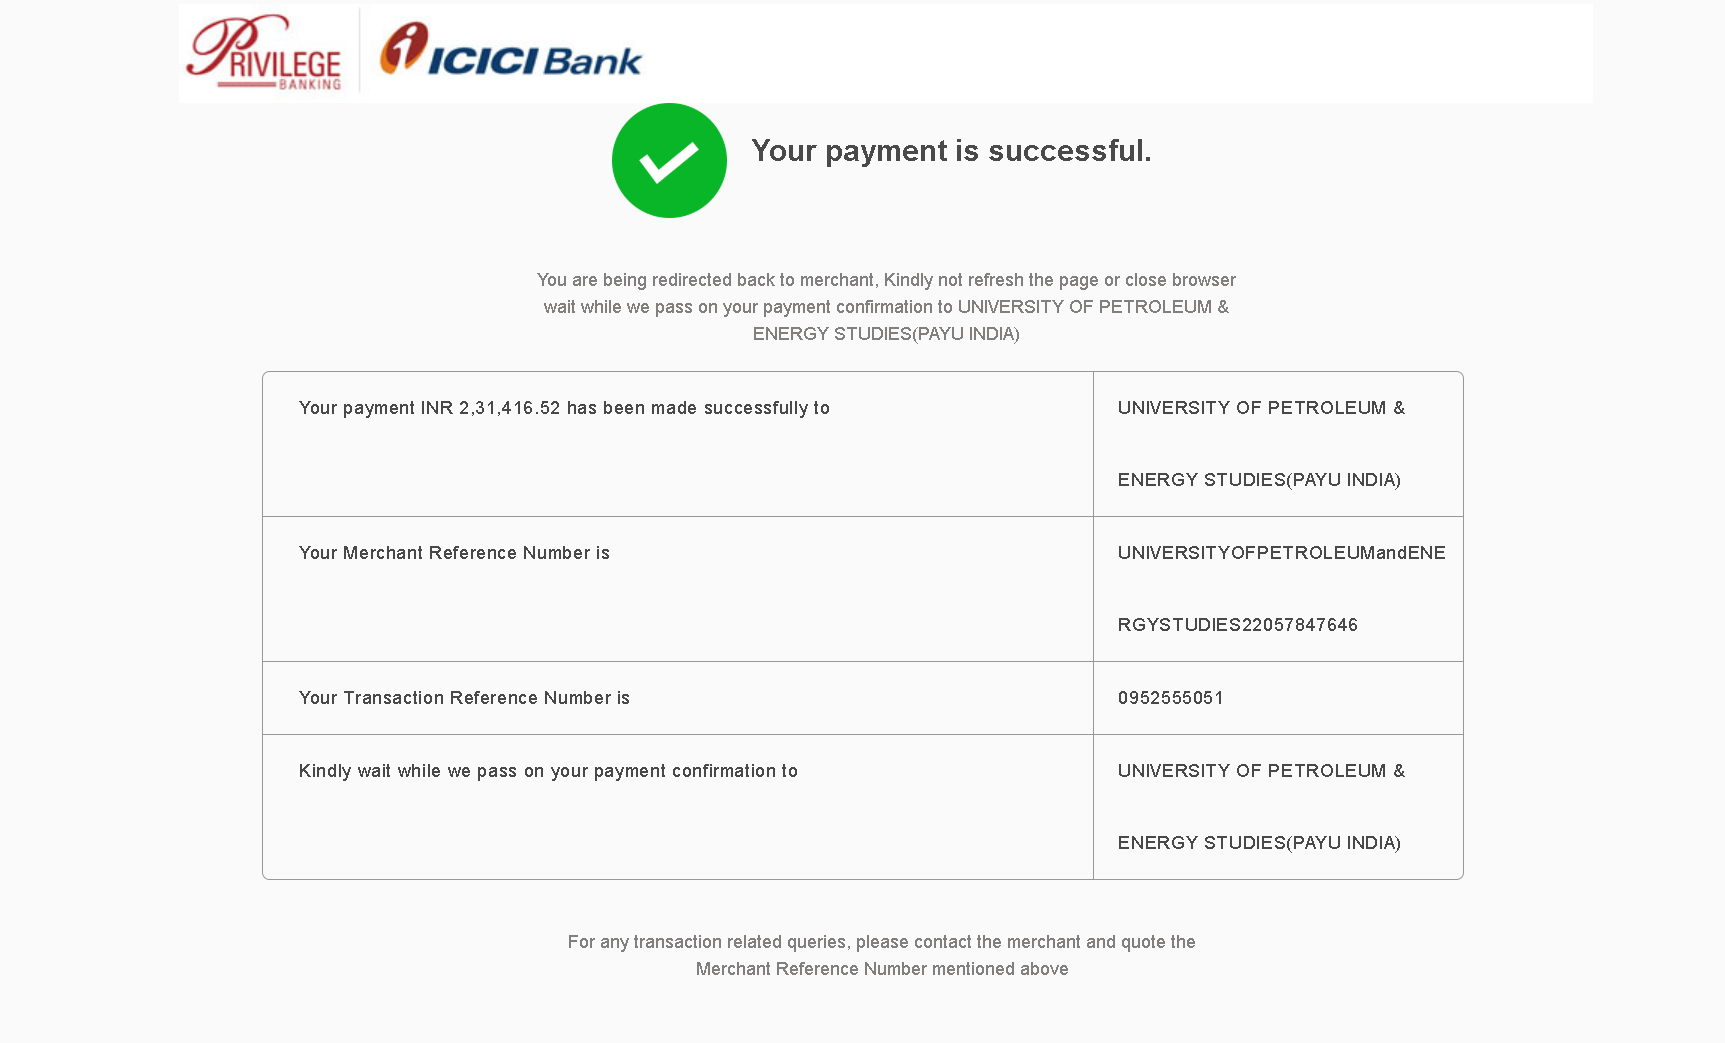 PRIVILEGE
BANKING
ICICI Bank
Your payment is successful.
You are being redirected back to merchant, Kindly not refresh the page or close browser
wait while we pass on your payment confirmation to UNIVERSITY OF PETROLEUM &
ENERGY STUDIES(PAYU INDIA)
Your payment INR 2,31,416.52 has been made successfully to
UNIVERSITY OF PETROLEUM &
ENERGY STUDIES(PAYU INDIA)
Your Merchant Reference Number is
UNIVERSITYOFPETROLEUMandENE
RGYSTUDIES22057847646
Your Transaction Reference Number is
0952555051
Kindly wait while we pass on your payment confirmation to
UNIVERSITY OF PETROLEUM &
ENERGY STUDIES(PAYU INDIA)
For any transaction related queries, please contact the merchant and quote the
Merchant Reference Number mentioned above